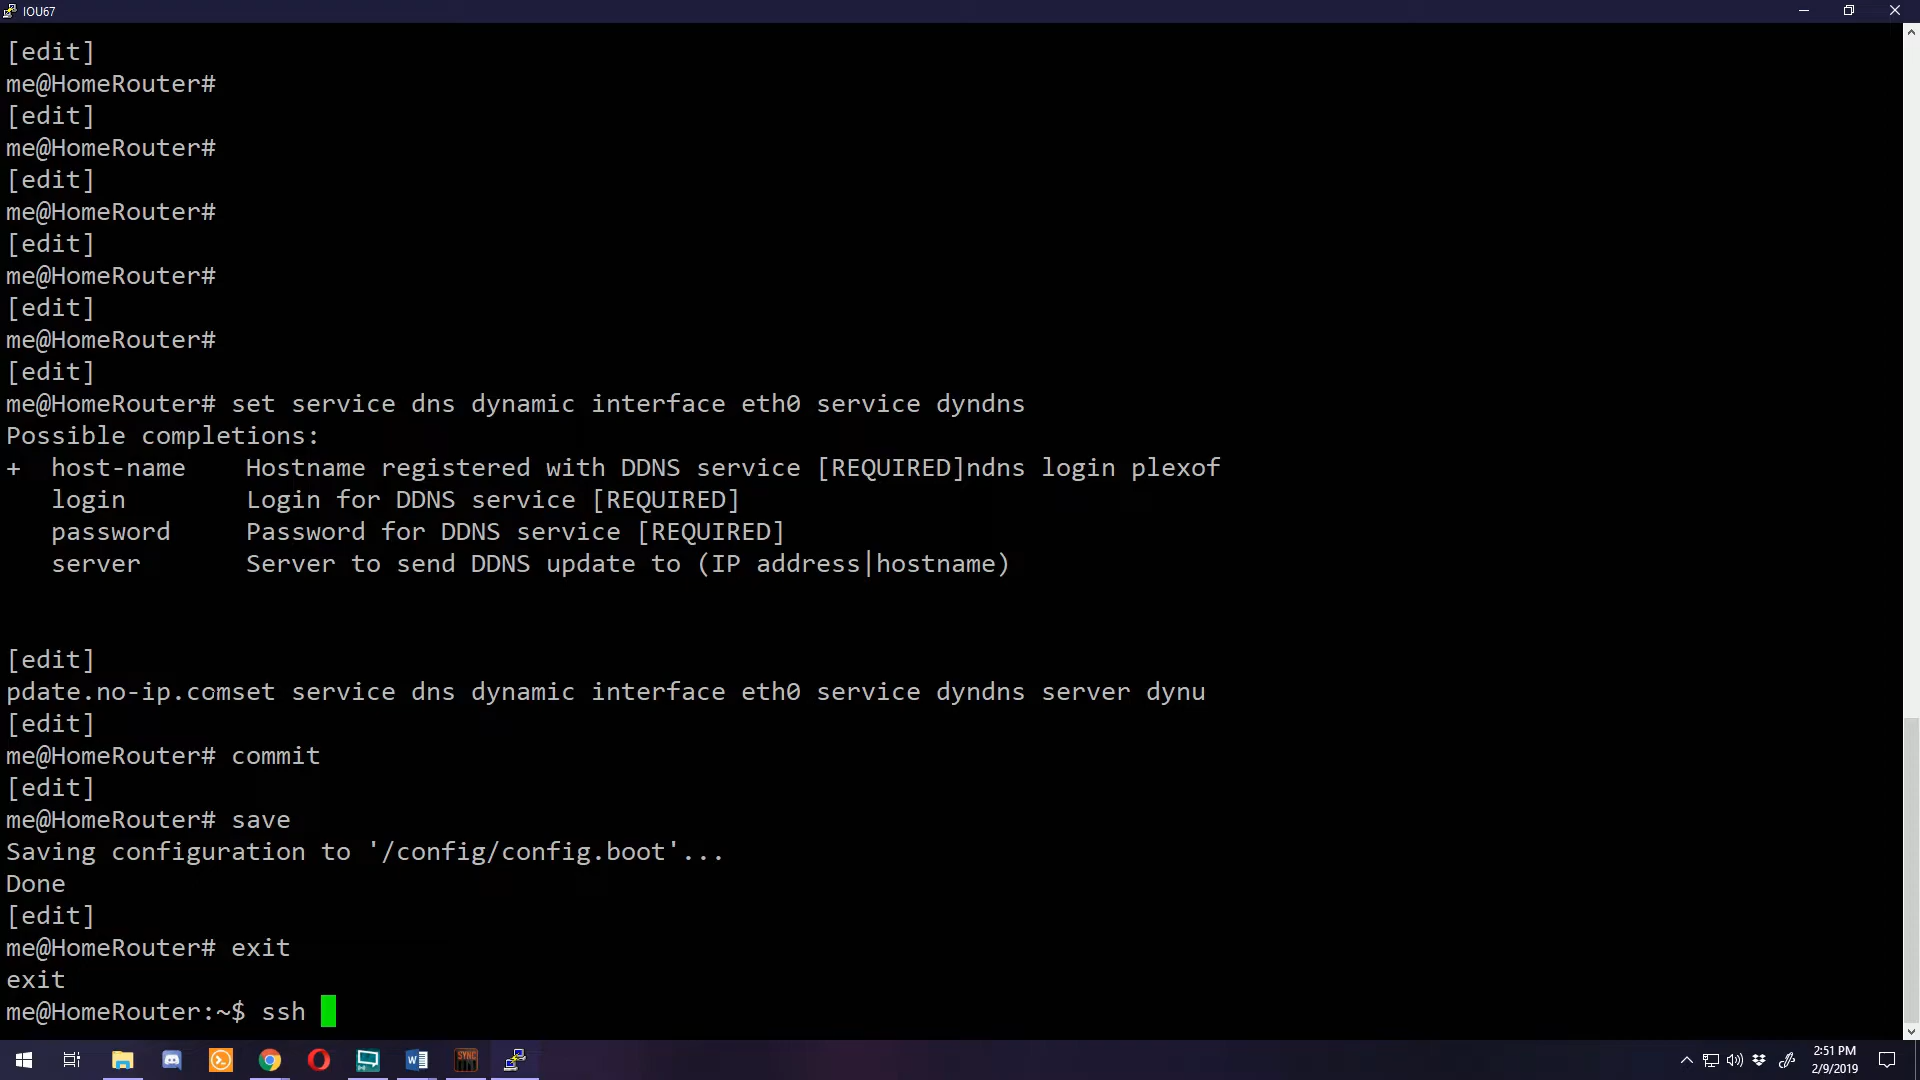 IOU67
[edit]
me@HomeRouter#
[edit]
me@HomeRouter#
[edit]
me@HomeRouter#
[edit]
me@HomeRouter#
[edit]
me@HomeRouter#
[edit]
me@HomeRouter# set service dns dynamic interface eth0 service dyndns
Possible completions:
+  host-name    Hostname registered with DDNS service [REQUIRED]ndns login plexof
   login        Login for DDNS service [REQUIRED]
   password     Password for DDNS service [REQUIRED]
   server       Server to send DDNS update to (IP address|hostname)
[edit]
pdate.no-ip.comset service dns dynamic interface eth0 service dyndns server dynu
[edit]
me@HomeRouter# commit
[edit]
me@HomeRouter# save
Saving configuration to '/config/config.boot'...
Done
[edit]
me@HomeRouter# exit
exit
me@HomeRouter:~$ ssh
SYNC
2:51 PM
2/9/2019